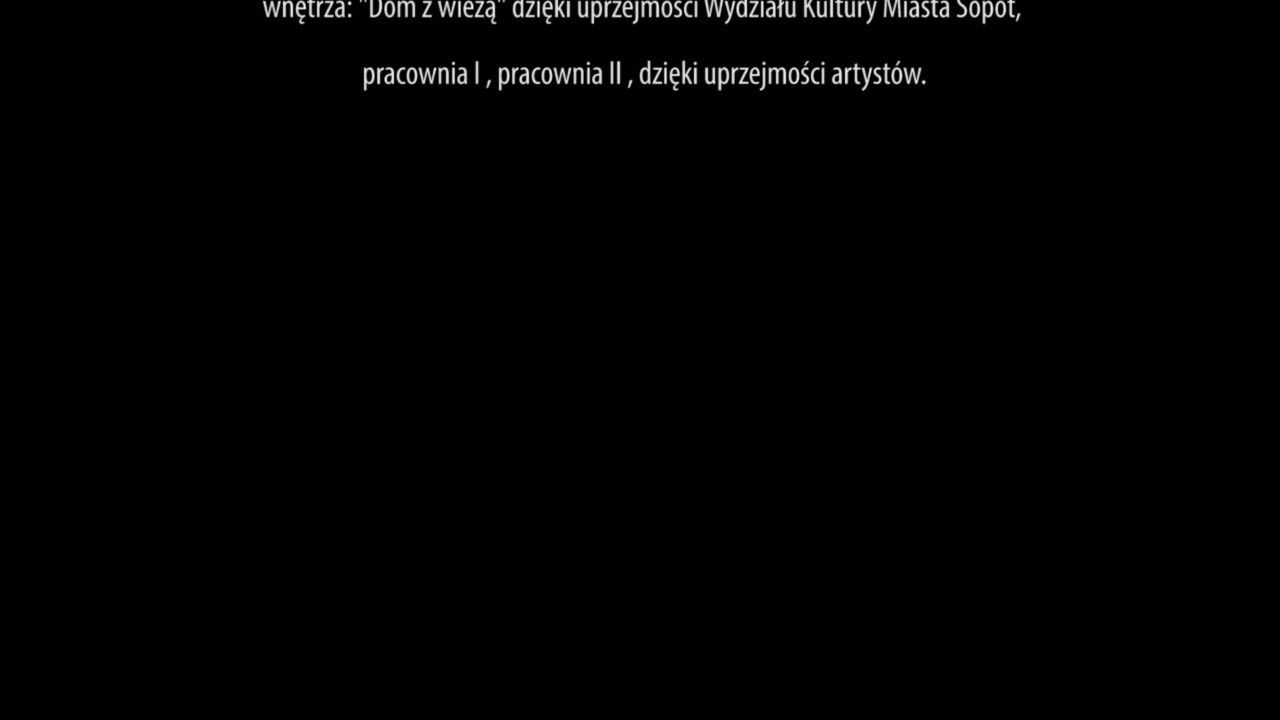 wnętrza: "Dom z wieżą" dzięki uprzejmości Wydziału Kultury Miasta Sopot,
pracownia I , pracownia II , dzięki uprzejmości artystów.